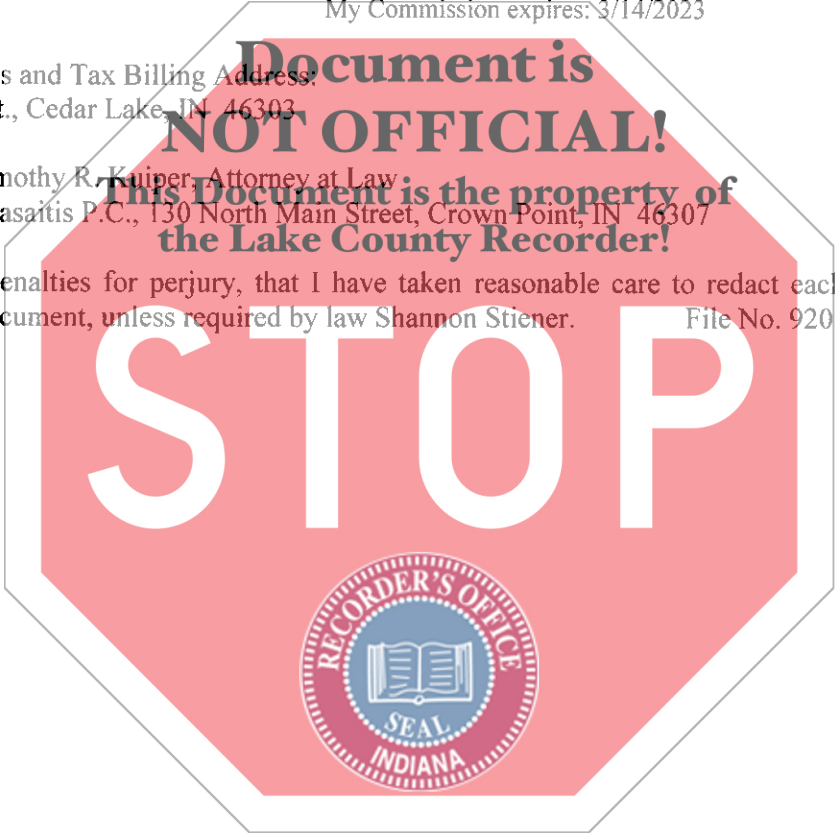 My Commission expires: 3/14/2023
Document is
s and Tax Billing Address:
., Cedar Lake, IN 46303
NOT OFFICIAL!
mothy R. Kuiper, Attorney at Law
This Document is the property of
asaitis P.C., 130 North Main Street, Crown Point, IN 46307
the Lake County Recorder!
enalties for perjury, that I have taken reasonable care to redact each
cument, unless required by law Shannon Stiener. File No. 920
STOP
RECORDER'S OFFICE
SEAL
INDIANA